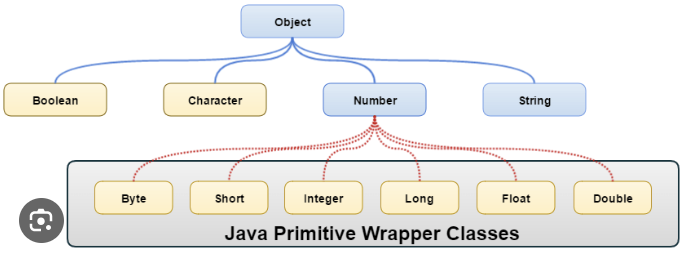 Object
Boolean
Character
Number
String
Byte
Short
Integer
Long
Float
Double
Java Primitive Wrapper Classes